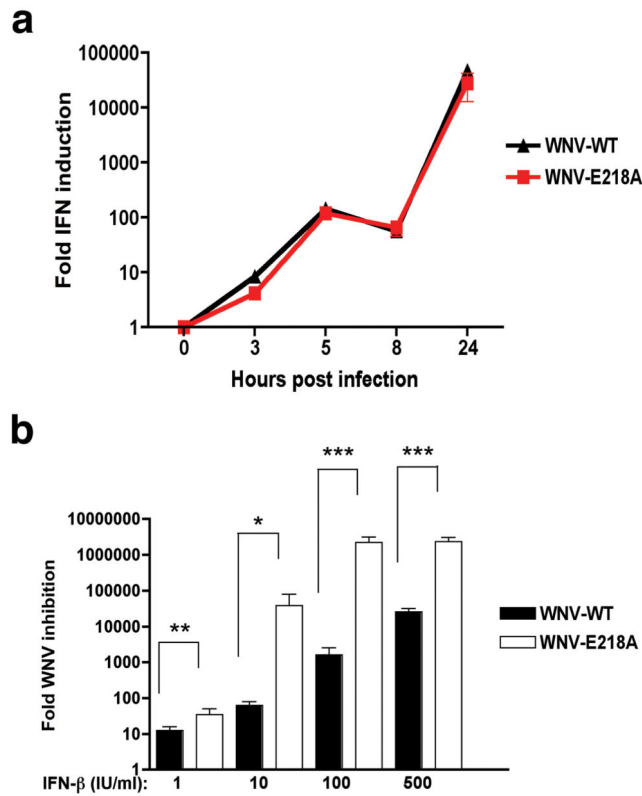 a
100000
100000
10000
1000
100
10
1
Fold IFN induction
0 3 5 8 24
Hours post infection
WNV-WT
WNV-E218A
b
*** ***
*
**
10000000
1000000
100000
10000
1000
100
10
1
Fold WNV inhibition
IFN-β (IU/ml): 1 10 100 500
WNV-WT
WNV-E218A